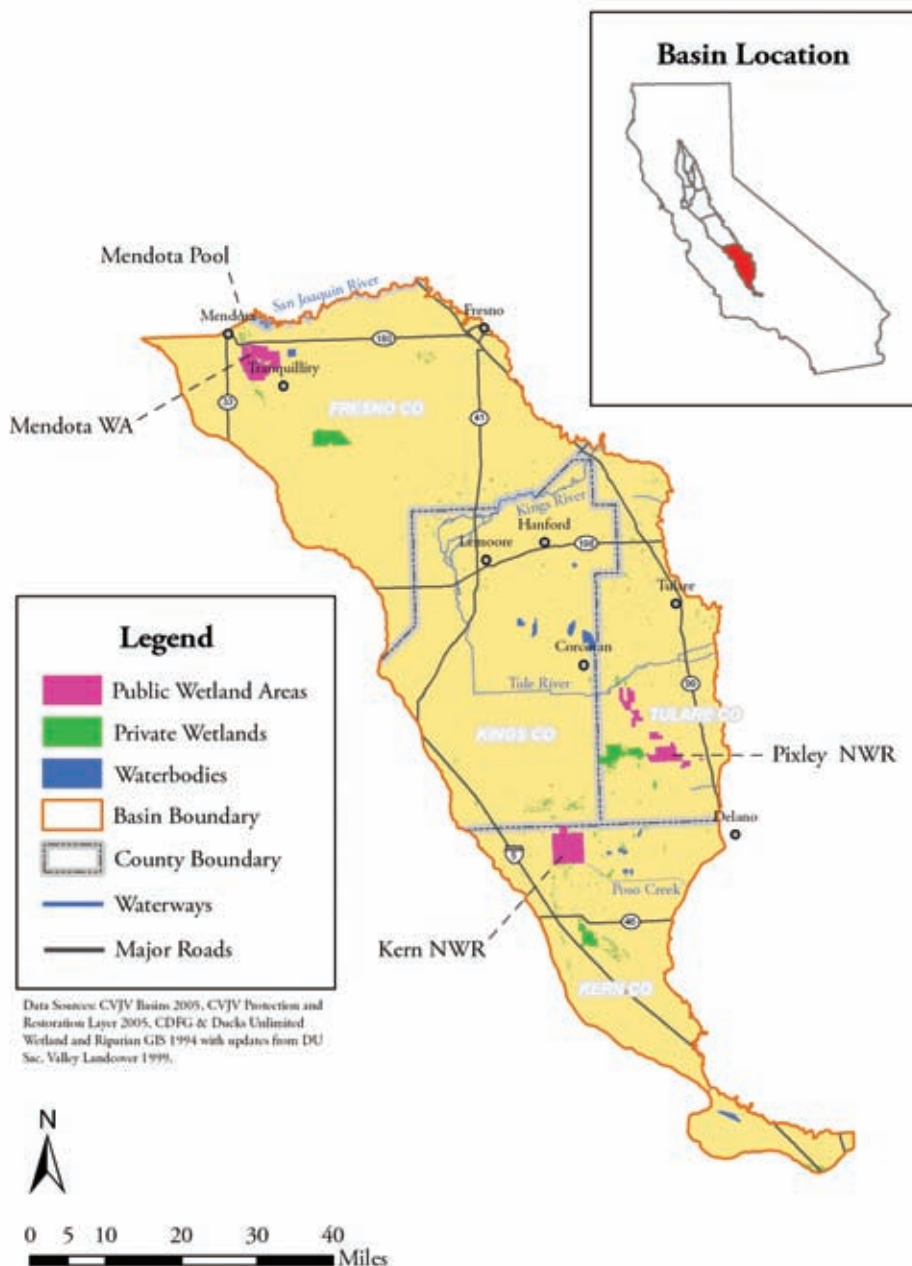 Basin Location
Mendota Pool
San Joaquin River
Mendota
Fresno
180
Tranquillity
Mendota WA
33
FRESNO CO
41
Kings River
Hanford
Lemoore
198
Tulare
Legend
Public Wetland Areas
Private Wetlands
Waterbodies
Basin Boundary
County Boundary
Waterways
Major Roads
Corcoran
Tule River
99
TULARE CO
KINGS CO
Pixley NWR
Delano
5
Poso Creek
46
Kern NWR
KERN CO
Data Sources: CVJV Basins 2005, CVJV Protection and
Restoration Layer 2005, CDFG & Ducks Unlimited
Wetland and Riparian GIS 1994 with updates from DU
Sac. Valley Landcover 1999.
N
0 5 10 20 30 40
Miles